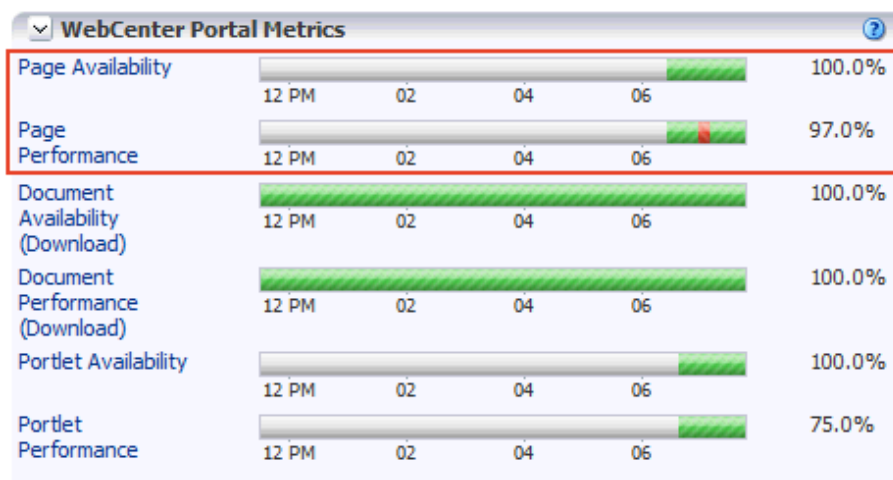 WebCenter Portal Metrics
Page Availability 100.0%
12 PM 02 04 06
Page
Performance 97.0%
12 PM 02 04 06
Document
Availability
(Download) 100.0%
12 PM 02 04 06
Document
Performance
(Download) 100.0%
12 PM 02 04 06
Portlet Availability 100.0%
12 PM 02 04 06
Portlet
Performance 75.0%
12 PM 02 04 06